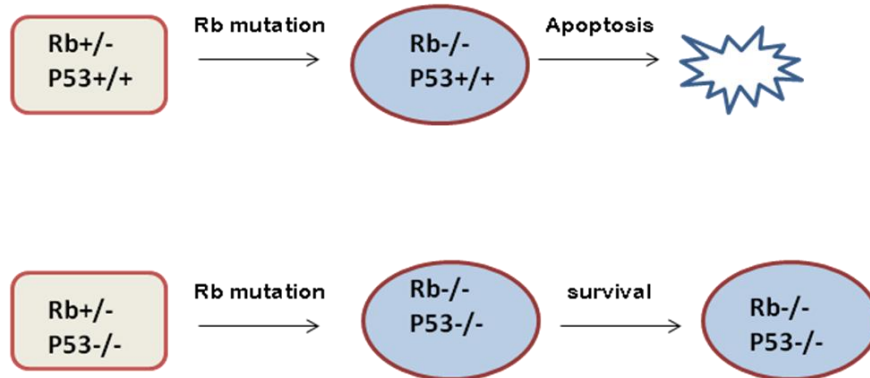 Rb+/-
P53+/+
Rb mutation
Rb-/-
P53+/+
Apoptosis
Rb+/-
P53-/-
Rb mutation
Rb-/-
P53-/-
survival
Rb-/-
P53-/-